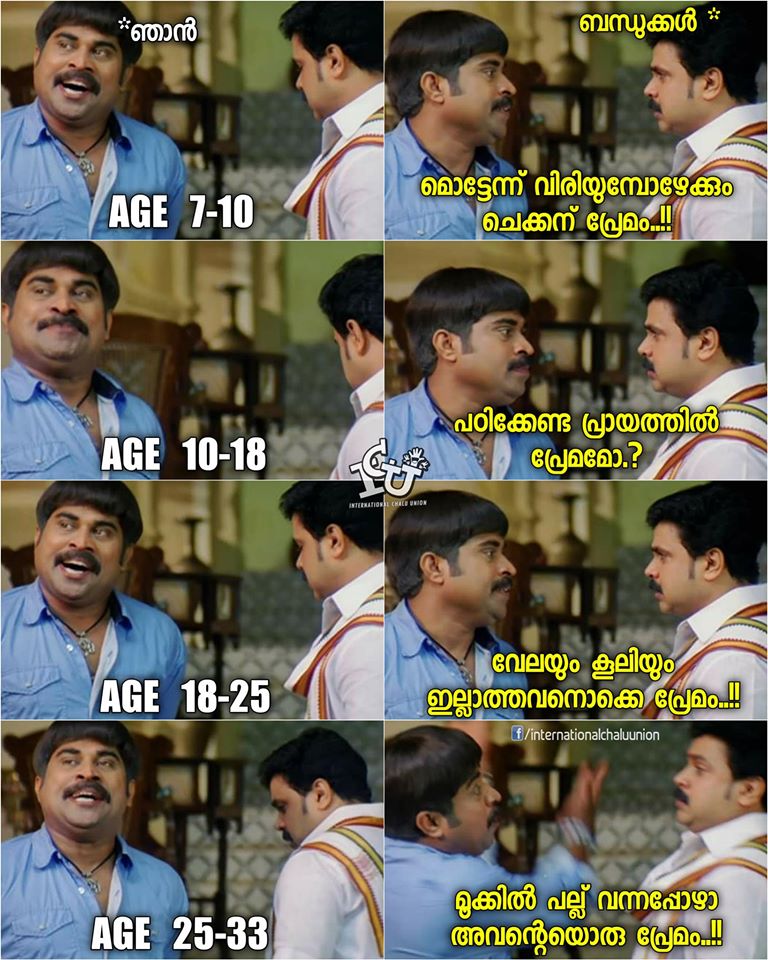 *ഞാൻ
ബന്ധുക്കൾ *
AGE 7-10
മൊട്ടേന്ന് വിരിയുമ്പോഴേക്കും
ചെക്കന് പ്രേമം..!!
AGE 10-18
പഠിക്കേണ്ട പ്രായത്തിൽ
പ്രേമമോ.?
ICU
INTERNATIONAL CHALU UNION
AGE 18-25
വേലയും കൂലിയും
ഇല്ലാത്തവനൊക്കെ പ്രേമം..!!
f/internationalchaluunion
AGE 25-33
മൂക്കിൽ പല്ല് വന്നപ്പോഴാ
അവന്റെയൊരു പ്രേമം..!!